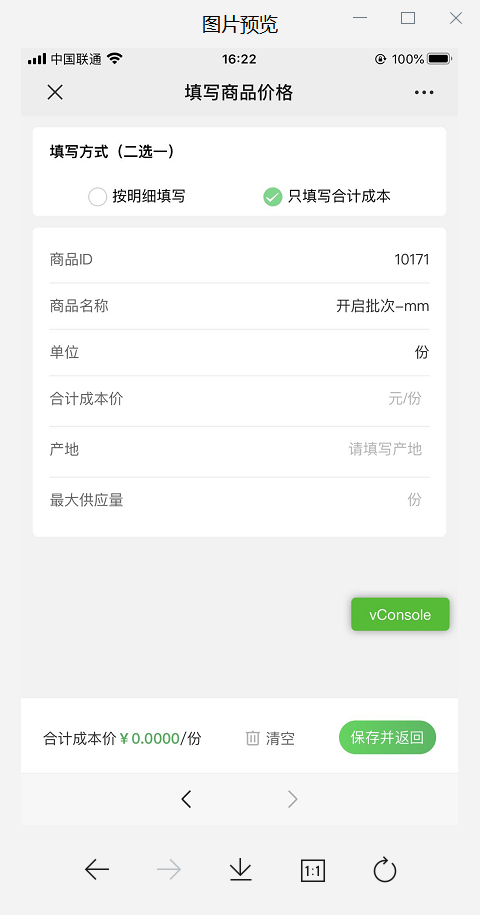 图片预览
中国联通 16:22 100%
填写商品价格
填写方式（二选一）
按明细填写 只填写合计成本
商品ID 10171
商品名称 开启批次-mm
单位 份
合计成本价 元/份
产地 请填写产地
最大供应量 份
vConsole
合计成本价￥0.0000/份 清空 保存并返回
1:1